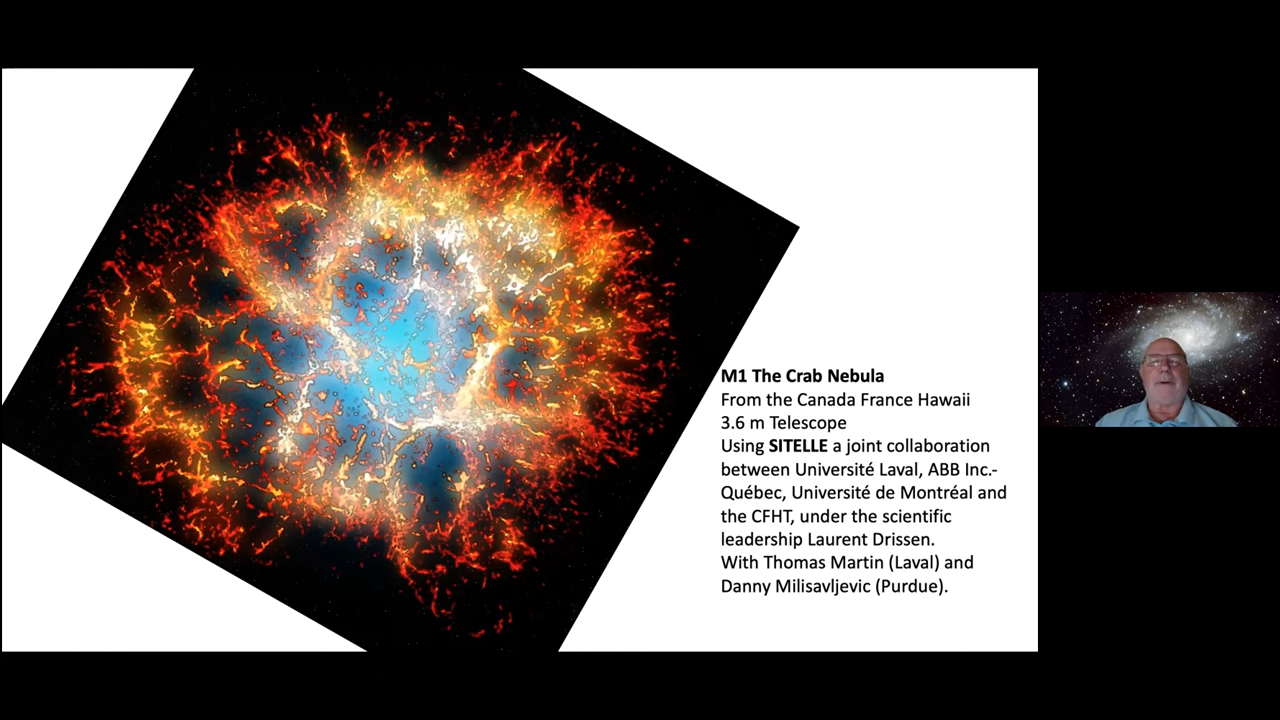 M1 The Crab Nebula
From the Canada France Hawaii
3.6 m Telescope
Using SITELLE a joint collaboration
between Université Laval, ABB Inc.-
Québec, Université de Montréal and
the CFHT, under the scientific
leadership Laurent Drissen.
With Thomas Martin (Laval) and
Danny Milisavljevic (Purdue).